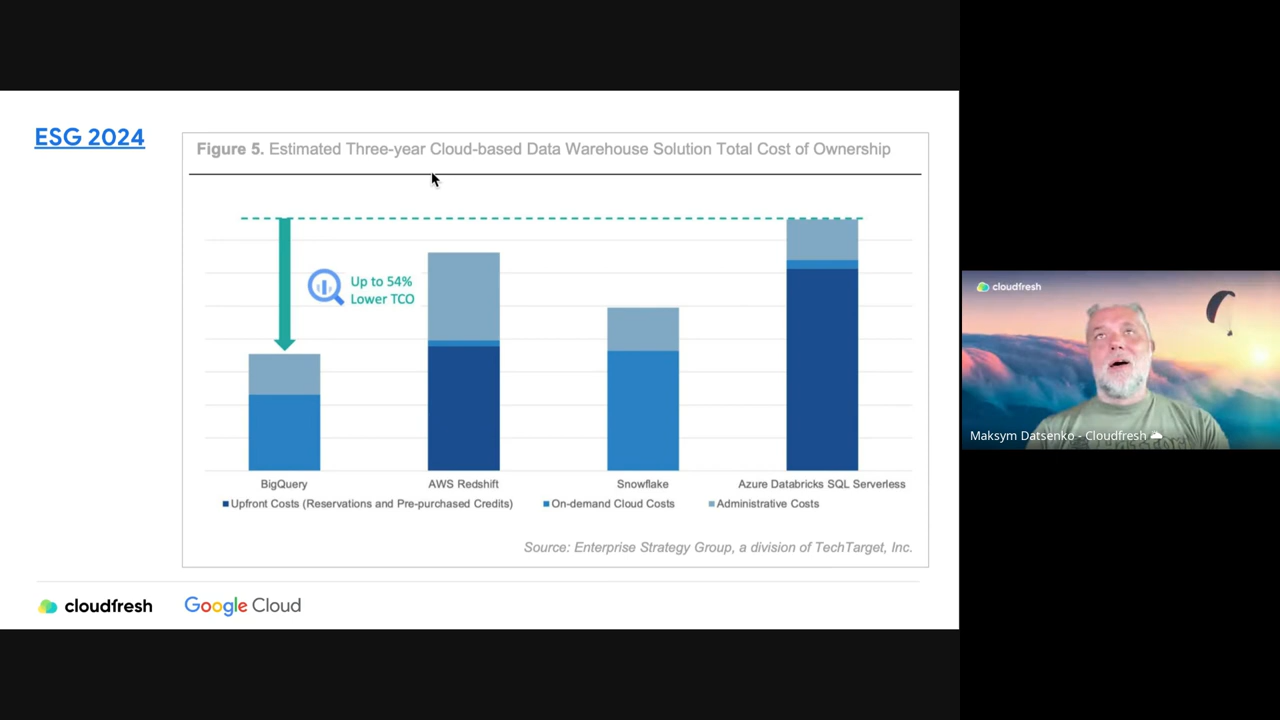 ESG 2024
Figure 5. Estimated Three-year Cloud-based Data Warehouse Solution Total Cost of Ownership
Up to 54%
Lower TCO
BigQuery
AWS Redshift
Snowflake
Azure Databricks SQL Serverless
Upfront Costs (Reservations and Pre-purchased Credits)
On-demand Cloud Costs
Administrative Costs
Source: Enterprise Strategy Group, a division of TechTarget, Inc.
cloudfresh
Google Cloud
cloudfresh
Maksym Datsenko - Cloudfresh